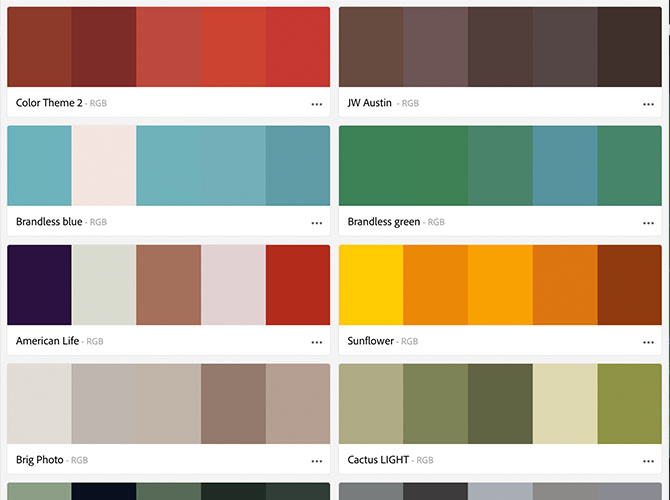 Color Theme 2 - RGB
JW Austin - RGB
Brandless blue - RGB
Brandless green - RGB
American Life - RGB
Sunflower - RGB
Brig Photo - RGB
Cactus LIGHT - RGB